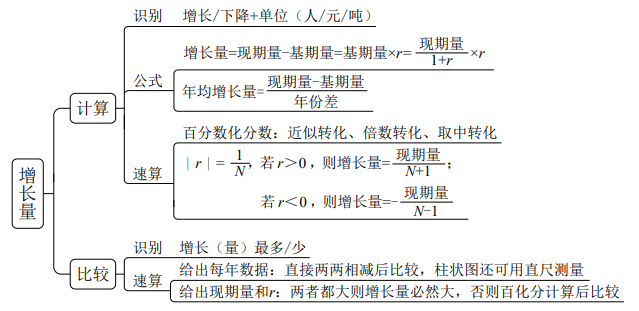 增长量
计算
识别 增长/下降+单位（人/元/吨）
公式
增长量=现期量-基期量=基期量×r=现期量/1+r×r
年均增长量=现期量-基期量/年份差
速算
百分数化分数：近似转化、倍数转化、取中转化
|r|=1/N，若r＞0，则增长量=现期量/N+1；
若r＜0，则增长量=-现期量/N-1
比较
识别 增长（量）最多/少
速算
给出每年数据：直接两两相减后比较，柱状图还可用直尺测量
给出现期量和r：两者都大则增长量必然大，否则百化分计算后比较